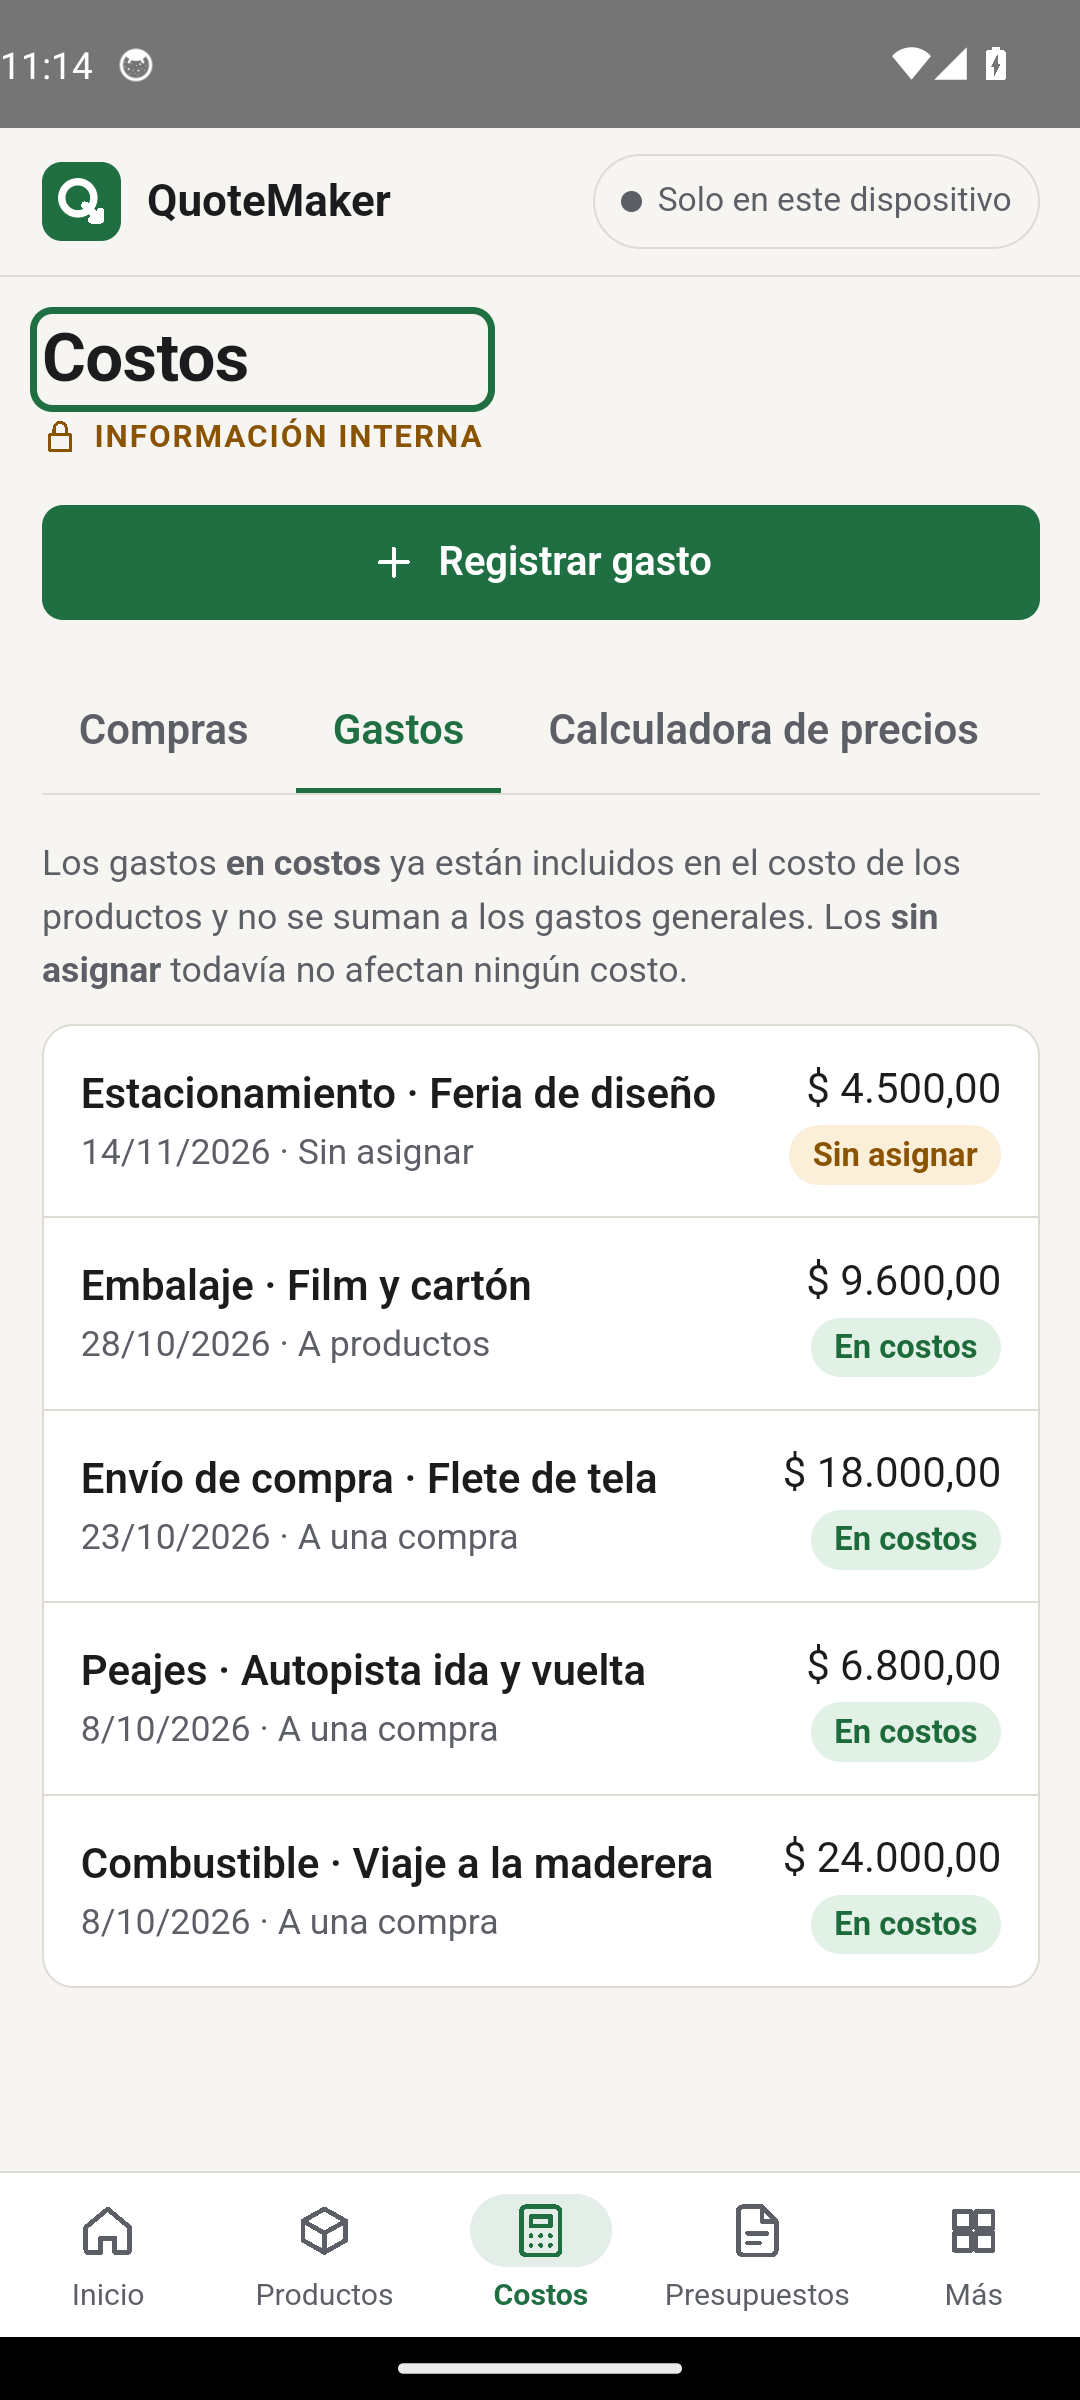 11:14
QuoteMaker
Solo en este dispositivo
Costos
INFORMACIÓN INTERNA
Registrar gasto
Compras
Gastos
Calculadora de precios
Los gastos en costos ya están incluidos en el costo de los
productos y no se suman a los gastos generales. Los sin
asignar todavía no afectan ningún costo.
Estacionamiento · Feria de diseño
$ 4.500,00
14/11/2026 · Sin asignar
Sin asignar
Embalaje · Film y cartón
$ 9.600,00
28/10/2026 · A productos
En costos
Envío de compra · Flete de tela
$ 18.000,00
23/10/2026 · A una compra
En costos
Peajes · Autopista ida y vuelta
$ 6.800,00
8/10/2026 · A una compra
En costos
Combustible · Viaje a la maderera
$ 24.000,00
8/10/2026 · A una compra
En costos
Inicio
Productos
Costos
Presupuestos
Más